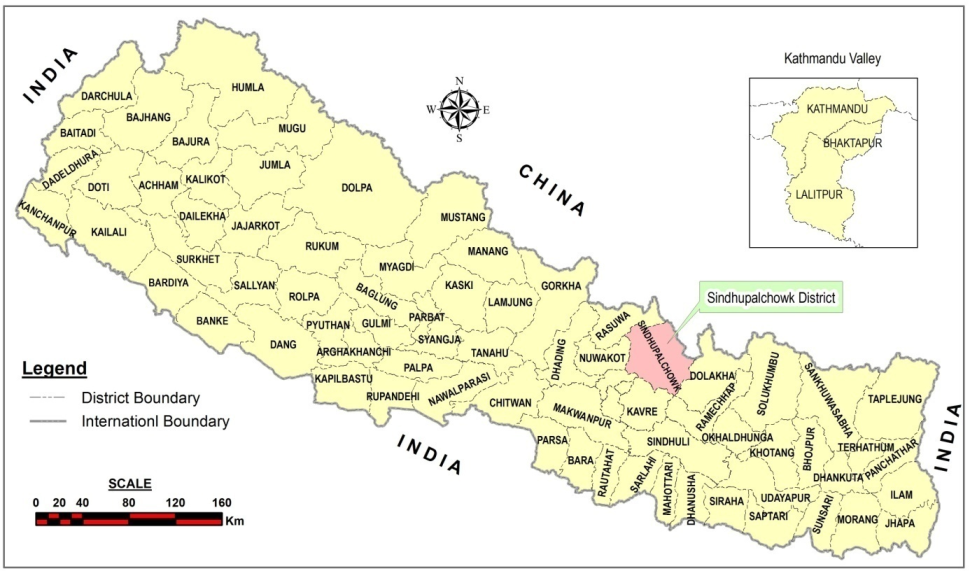 INDIA
CHINA
INDIA
INDIA
N
W
E
S
Kathmandu Valley
KATHMANDU
BHAKTAPUR
LALITPUR
Sindhupalchowk District
DARCHULA
HUMLA
BAJHANG
BAITADI
MUGU
BAJURA
DADELDHURA
JUMLA
DOTI
ACHHAM
KALIKOT
DOLPA
KANCHANPUR
KAILALI
DAILEKHA
JAJARKOT
MUSTANG
RUKUM
MANANG
SURKHET
MYAGDI
BARDIYA
SALLYAN
ROLPA
BAGLUNG
KASKI
GORKHA
LAMJUNG
BANKE
PYUTHAN
GULMI
PARBAT
SYANGJA
DANG
ARGHAKHANCHI
TANAHU
PALPA
KAPILBASTU
RUPANDEHI
NAWALPARASI
CHITWAN
DHADING
RASUWA
NUWAKOT
SINDHUPALCHOWK
DOLAKHA
RAMECHHAP
SOLUKHUMBU
SANKHUWASABHA
TAPLEJUNG
MAKWANPUR
KAVRE
PARSA
BARA
RAUTAHAT
SINDHULI
OKHALDHUNGA
KHOTANG
BHOJPUR
TERHATHUM
PANCHATHAR
DHANKUTA
SARLAHI
MAHOTTARI
DHANUSHA
SIRAHA
UDAYAPUR
SAPTARI
SUNSARI
MORANG
ILAM
JHAPA
Legend
District Boundary
Internationl Boundary
SCALE
0 20 40 80 120 160
Km